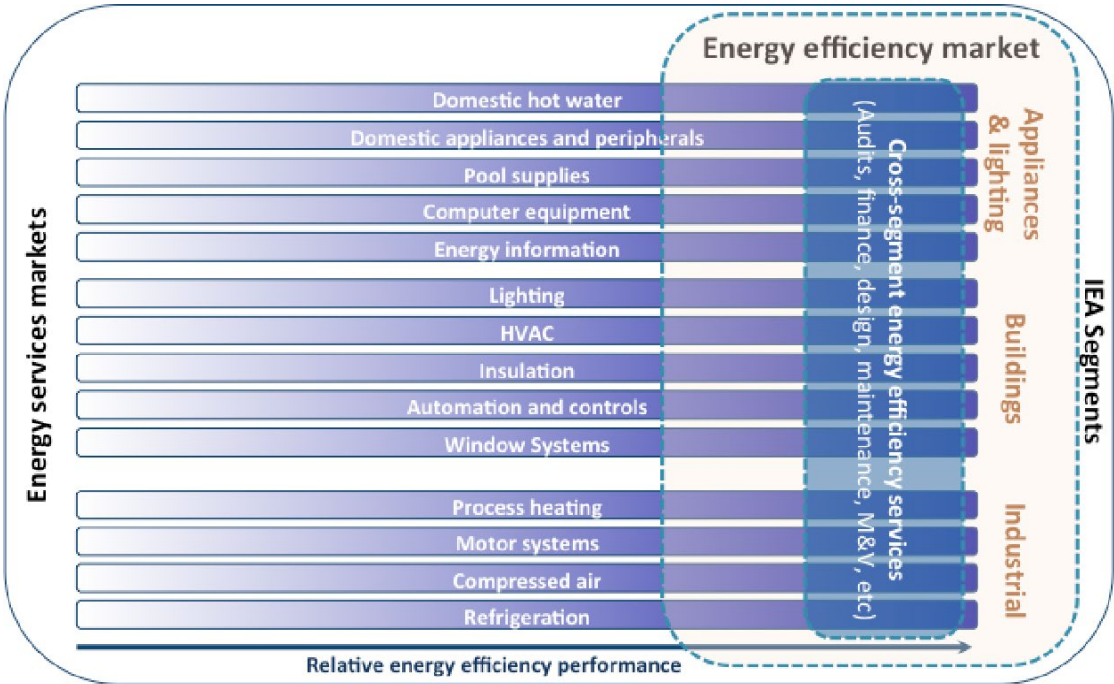 Energy efficiency market
Energy services markets
Domestic hot water
Domestic appliances and peripherals
Pool supplies
Computer equipment
Energy information
Lighting
HVAC
Insulation
Automation and controls
Window Systems
Process heating
Motor systems
Compressed air
Refrigeration
Cross-segment energy efficiency services
(Audits, finance, design, maintenance, M&V, etc)
Appliances
& lighting
Buildings
Industrial
IEA Segments
Relative energy efficiency performance